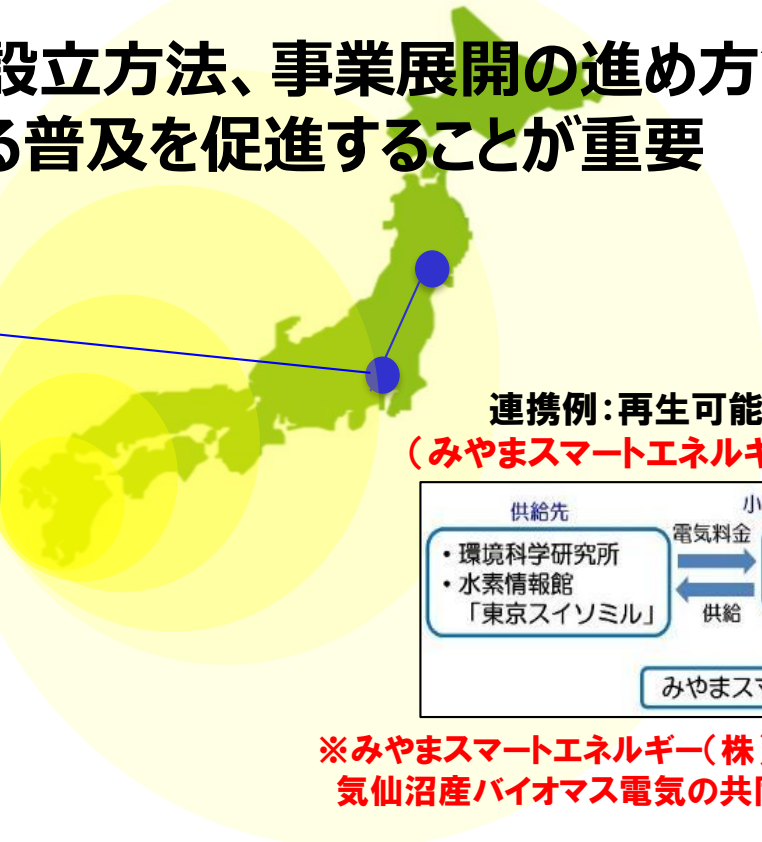 設立方法、事業展開の進め方
る普及を促進することが重要
連携例：再生可能
（みやまスマートエネルギ
供給先
・環境科学研究所
・水素情報館
「東京スイソミル」
小
電気料金
供給
みやまスマ
※みやまスマートエネルギー（株）
気仙沼産バイオマス電気の共同